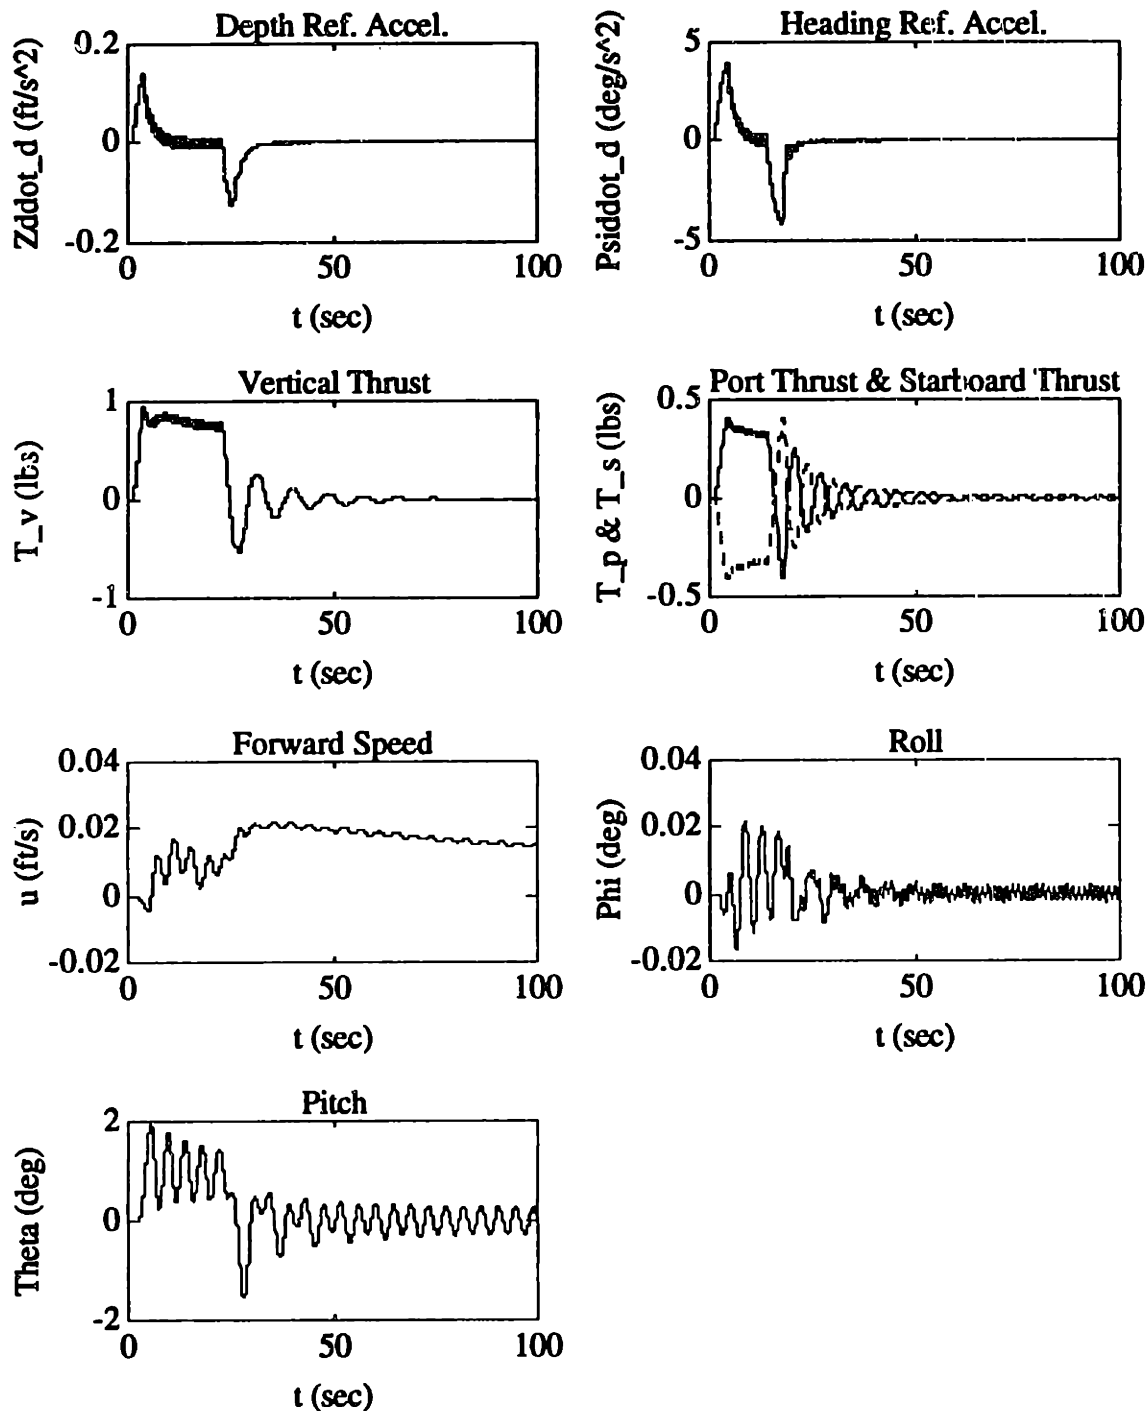 Depth Ref. Accel.
Zddot_d (ft/s^2)
0.2
0
-0.2
0
50
100
t (sec)
Heading Ref. Accel.
Psiddot_d (deg/s^2)
5
0
-5
0
50
100
t (sec)
Vertical Thrust
T_v (lbs)
1
0
-1
0
50
100
t (sec)
Port Thrust & Starboard Thrust
T_p & T_s (lbs)
0.5
0
-0.5
0
50
100
t (sec)
Forward Speed
u (ft/s)
0.04
0.02
0
-0.02
0
50
100
t (sec)
Roll
Phi (deg)
0.04
0.02
0
-0.02
0
50
100
t (sec)
Pitch
Theta (deg)
2
0
-2
0
50
100
t (sec)